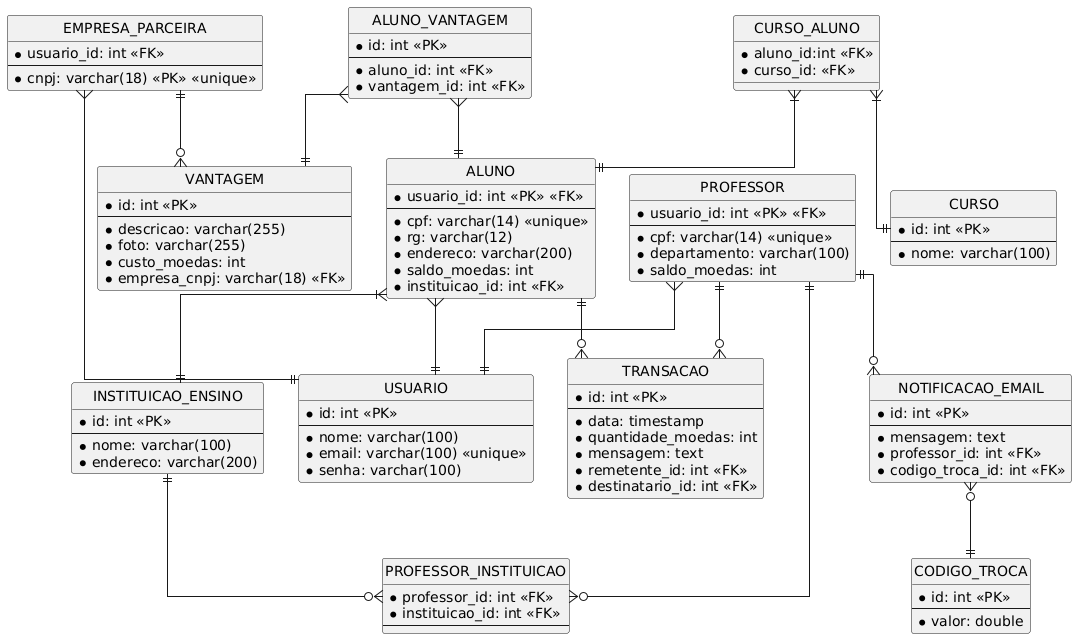 EMPRESA_PARCEIRA
usuario_id: int «FK»
cnpj: varchar(18) «PK» «unique»
ALUNO_VANTAGEM
id: int «PK»
aluno_id: int «FK»
vantagem_id: int «FK»
CURSO_ALUNO
aluno_id:int «FK»
curso_id: «FK»
VANTAGEM
id: int «PK»
descricao: varchar(255)
foto: varchar(255)
custo_moedas: int
empresa_cnpj: varchar(18) «FK»
ALUNO
usuario_id: int «PK» «FK»
cpf: varchar(14) «unique»
rg: varchar(12)
endereco: varchar(200)
saldo_moedas: int
instituicao_id: int «FK»
PROFESSOR
usuario_id: int «PK» «FK»
cpf: varchar(14) «unique»
departamento: varchar(100)
saldo_moedas: int
CURSO
id: int «PK»
nome: varchar(100)
INSTITUICAO_ENSINO
id: int «PK»
nome: varchar(100)
endereco: varchar(200)
USUARIO
id: int «PK»
nome: varchar(100)
email: varchar(100) «unique»
senha: varchar(100)
TRANSACAO
id: int «PK»
data: timestamp
quantidade_moedas: int
mensagem: text
remetente_id: int «FK»
destinatario_id: int «FK»
NOTIFICACAO_EMAIL
id: int «PK»
mensagem: text
professor_id: int «FK»
codigo_troca_id: int «FK»
PROFESSOR_INSTITUICAO
professor_id: int «FK»
instituicao_id: int «FK»
CODIGO_TROCA
id: int «PK»
valor: double